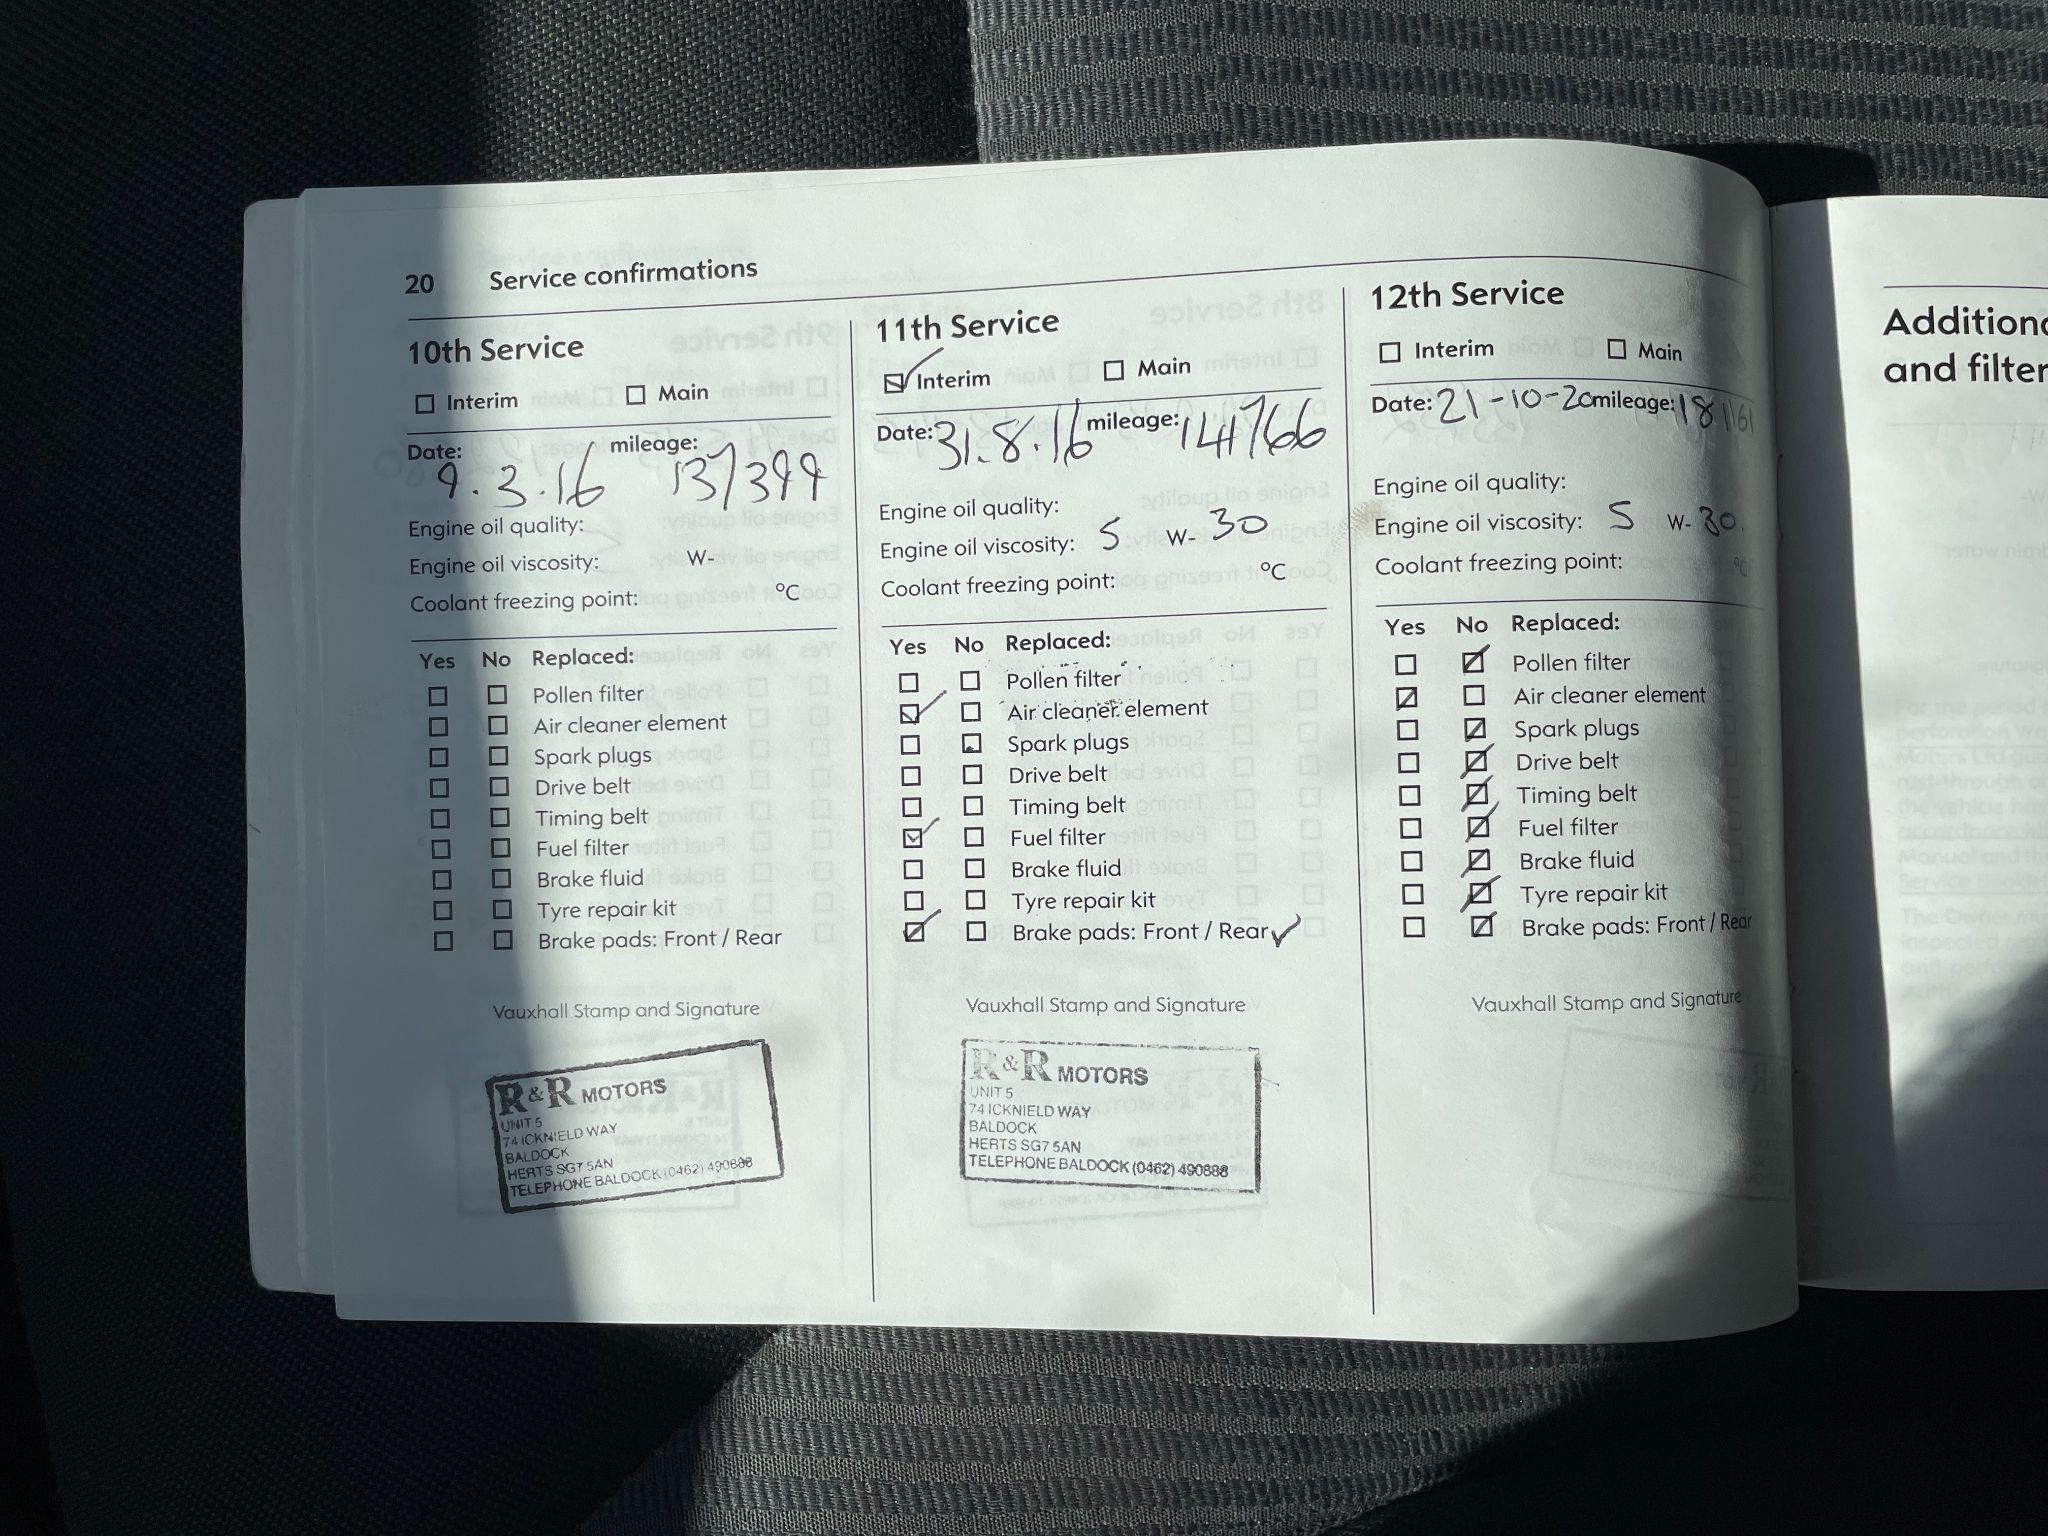 20 Service confirmations
10th Service
Interim Main
Date: mileage:
9.3.16 137399
Engine oil quality:
Engine oil viscosity: W-
Coolant freezing point: °C
Yes No Replaced:
Pollen filter
Air cleaner element
Spark plugs
Drive belt
Timing belt
Fuel filter
Brake fluid
Tyre repair kit
Brake pads: Front / Rear
Vauxhall Stamp and Signature
R & R MOTORS
UNIT 5
74 ICKNIELD WAY
BALDOCK
HERTS SG7 5AN
TELEPHONE BALDOCK (0462) 490888
11th Service
Interim Main
Date: 31.8.16 mileage: 141766
Engine oil quality:
Engine oil viscosity: 5 W- 30
Coolant freezing point: °C
Yes No Replaced:
Pollen filter
Air cleaner element
Spark plugs
Drive belt
Timing belt
Fuel filter
Brake fluid
Tyre repair kit
Brake pads: Front / Rear
Vauxhall Stamp and Signature
R & R MOTORS
UNIT 5
74 ICKNIELD WAY
BALDOCK
HERTS SG7 5AN
TELEPHONE BALDOCK (0462) 490888
12th Service
Interim Main
Date: 21-10-20 mileage: 181161
Engine oil quality:
Engine oil viscosity: 5 W- 30
Coolant freezing point: °C
Yes No Replaced:
Pollen filter
Air cleaner element
Spark plugs
Drive belt
Timing belt
Fuel filter
Brake fluid
Tyre repair kit
Brake pads: Front / Rear
Vauxhall Stamp and Signature
and filter